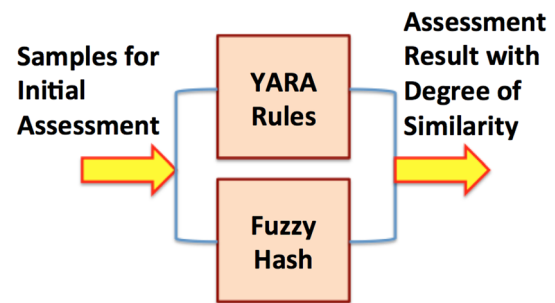 Samples for
Initial
Assessment
YARA
Rules
Fuzzy
Hash
Assessment
Result with
Degree of
Similarity